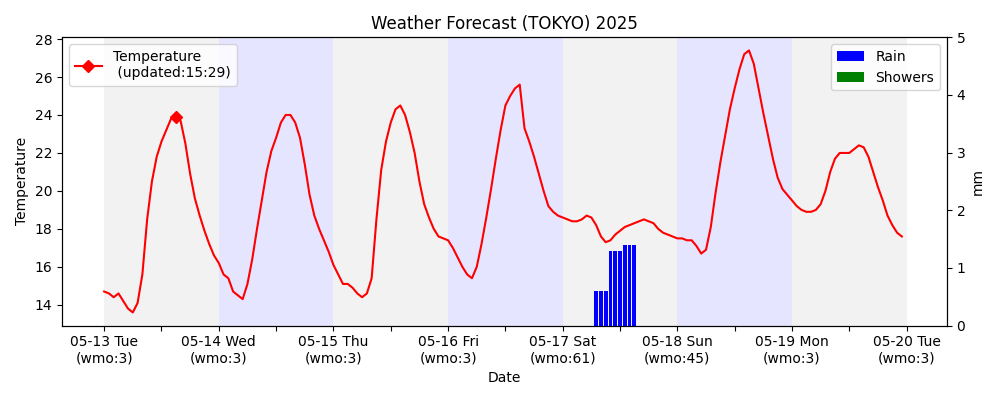 Weather Forecast (TOKYO) 2025
Temperature
(updated:15:29)
Rain
Showers
28
26
24
22
20
18
16
14
Temperature
5
4
3
2
1
0
mm
05-13 Tue
(wmo:3)
05-14 Wed
(wmo:3)
05-15 Thu
(wmo:3)
05-16 Fri
(wmo:3)
05-17 Sat
(wmo:61)
05-18 Sun
(wmo:45)
05-19 Mon
(wmo:3)
05-20 Tue
(wmo:3)
Date